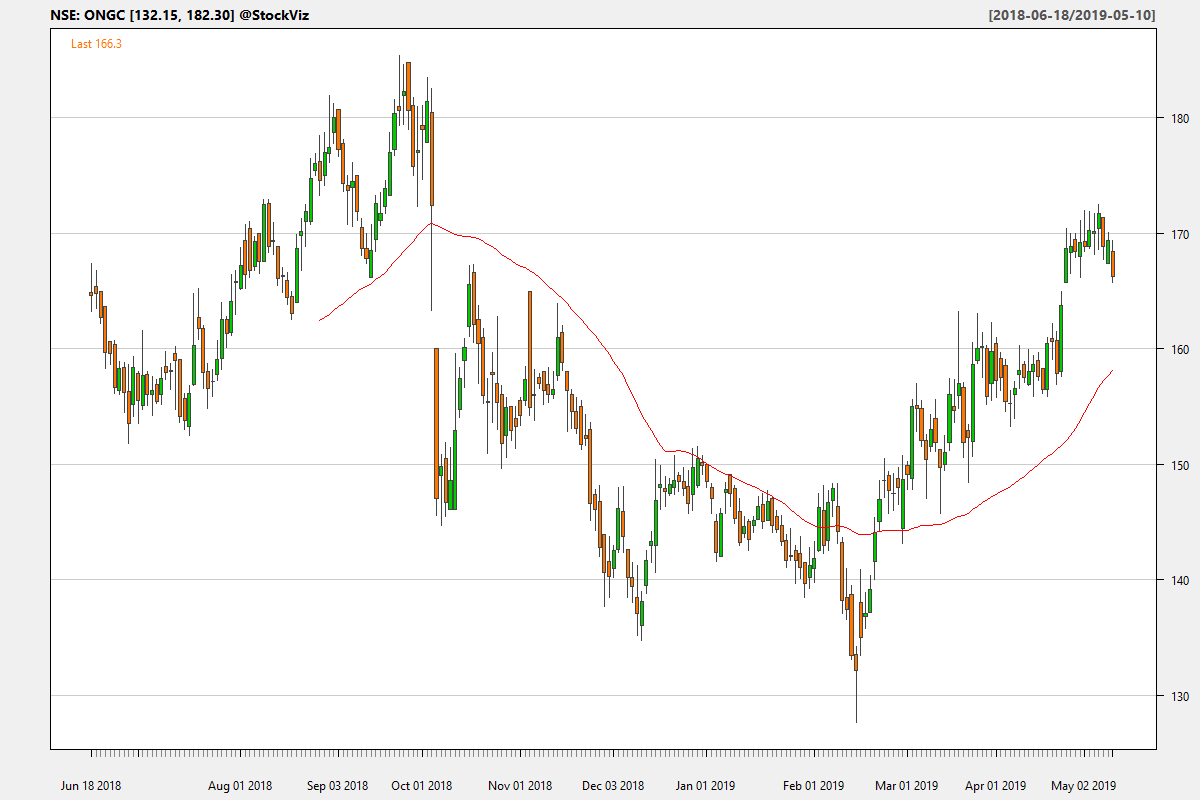 NSE: ONGC [132.15, 182.30] @StockViz [2018-06-18/2019-05-10]
Last 166.3
180
170
160
150
140
130
Jun 18 2018 Aug 01 2018 Sep 03 2018 Oct 01 2018 Nov 01 2018 Dec 03 2018 Jan 01 2019 Feb 01 2019 Mar 01 2019 Apr 01 2019 May 02 2019